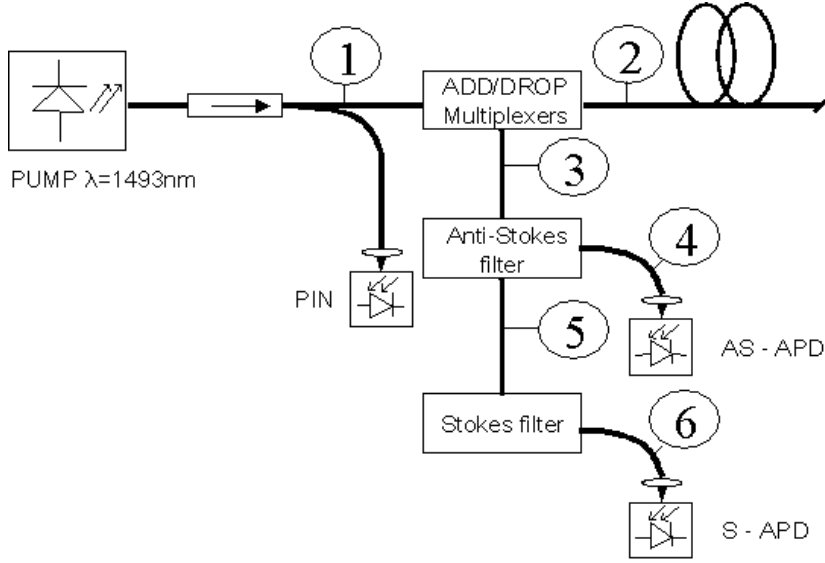 1
2
ADD/DROP
Multiplexers
PUMP λ=1493nm
3
Anti-Stokes
filter
4
PIN
5
AS - APD
Stokes filter
6
S - APD